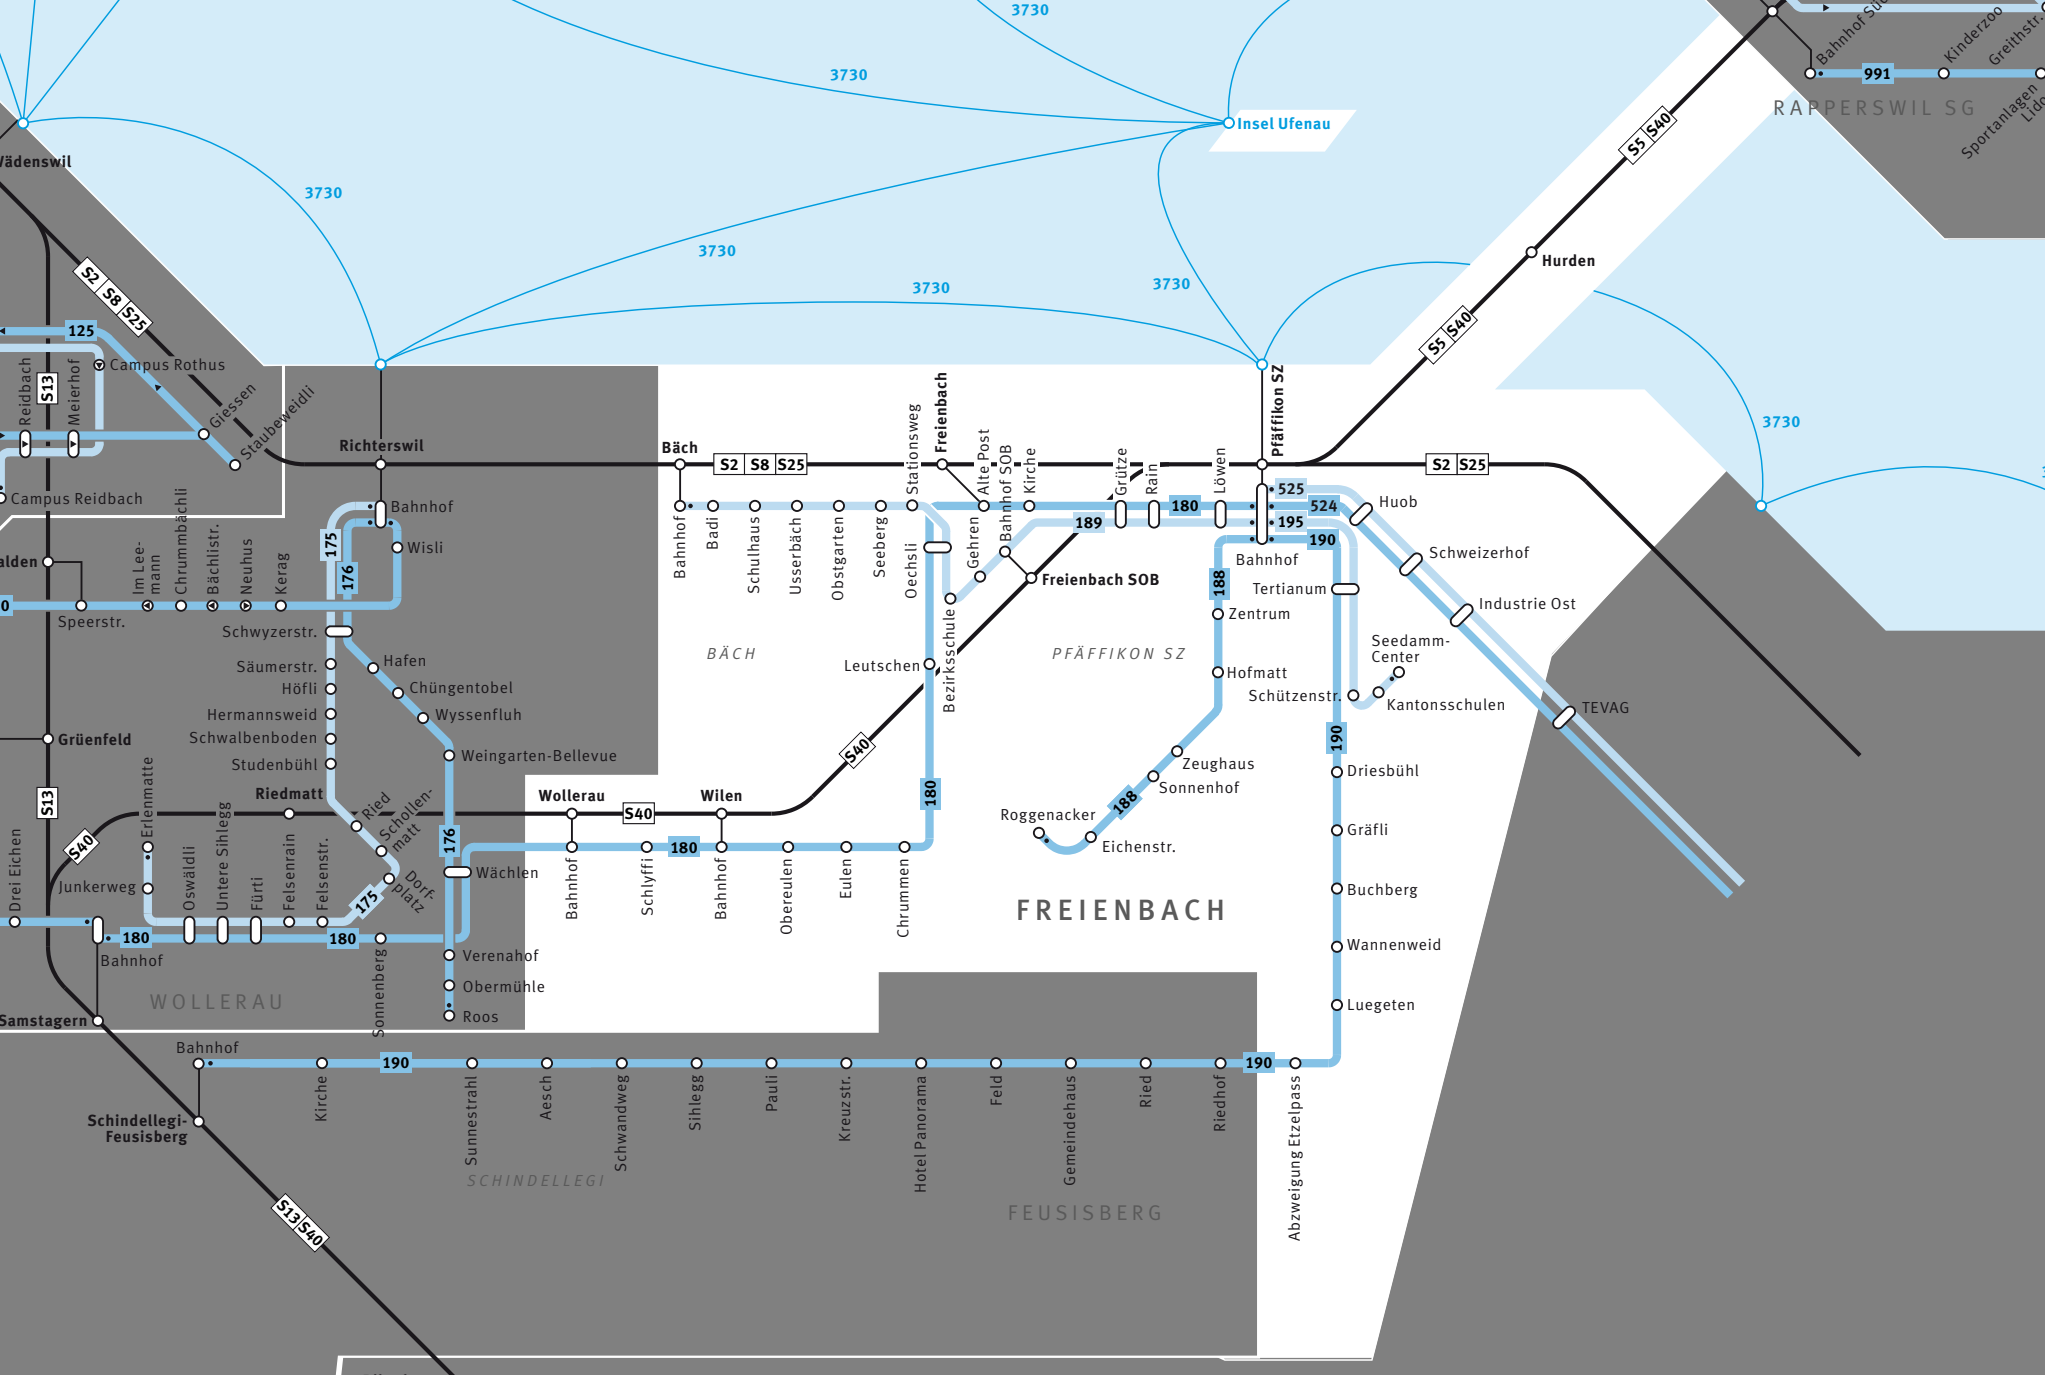 3730
3730
Insel Ufenau
Bahnhof
Kinderzoo
Greithstr.
991
RAPPERSWIL SG
Sportanlagen
S5 S40
Wädenswil
3730
3730
3730
3730
Hurden
S2 S8 S25
125
Campus Rothus
Reidbach
Meierhof
S13
Giessen
Staubeweidli
Campus Reidbach
Richterswil
Bäch
S2 S8 S25
Stationsweg
Freienbach
Alte Post
Bahnhof SOB
Kirche
Grütze
Rain
Löwen
Pfäffikon SZ
S5 S40
S2 S25
3730
Bahnhof
175
176
Wisli
Im Lee-
mann
Chrummbächli
Bächlistr.
Neuhus
Kerag
Speerstr.
Bahnhof
Badi
Schulhaus
Usserbäch
Obstgarten
Seeberg
Oechsli
Gehren
189
180
525
524
195
190
Huob
Bahnhof
Freienbach SOB
Schweizerhof
Tertianum
188
Industrie Ost
Zentrum
Schwyzerstr.
Säumerstr.
Höfli
Hermannsweid
Schwalbenboden
Studenbühl
Hafen
Chüngentobel
Wyssenfluh
Weingarten-Bellevue
BÄCH
Leutschen
Bezirksschule
PFÄFFIKON SZ
Seedamm-
Center
Hofmatt
Schützenstr.
Kantonsschulen
TEVAG
190
Grüenfeld
S13
S40
Riedmatt
Ried
Schollen-
matt
Dorf-
platz
176
Wollerau
S40
Wilen
S40
180
Zeughaus
Sonnenhof
188
Roggenacker
Eichenstr.
Driesbühl
Gräfli
Buchberg
Wannenweid
Luegeten
Drei Eichen
Erlenmatte
Junkerweg
Oswäldli
Untere Sihlegg
Fürti
Felsenrain
Felsenstr.
175
Wächlen
Bahnhof
Schlyffi
180
Bahnhof
Obereulen
Eulen
Chrummen
FREIENBACH
180
180
Bahnhof
Sonnenberg
Verenahof
Obermühle
Roos
WOLLERAU
Samstagern
Bahnhof
Kirche
190
Sunnestrahl
Aesch
Schwandweg
Sihlegg
Pauli
Kreuzstr.
Hotel Panorama
Feld
Gemeindehaus
Ried
Riedhof
190
Abzweigung Etzelpass
Schindellegi-
Feusisberg
SCHINDELLEGI
FEUSISBERG
S13 S40